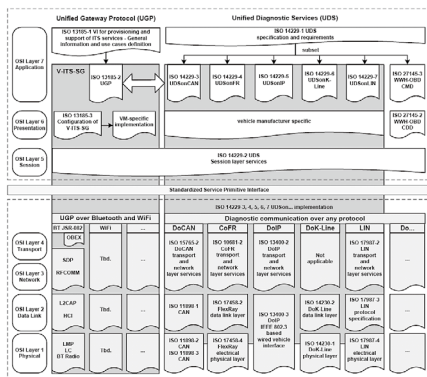 Unified Gateway Protocol (UGP)
Unified Diagnostic Services (UDS)
ISO 13185-1 VI for provisioning and
support of ITS services - General
information and use cases definition
ISO 14229-1 UDS
specification and requirements
subset
OSI Layer 7
Application
V-ITS-SG
ISO 13185-2
UGP
ISO 14229-3
UDSonCAN
ISO 14229-4
UDSonFR
ISO 14229-5
UDSonIP
ISO 14229-6
UDSonK-
Line
ISO 14229-7
UDSonLIN
ISO 27145-3
WWH-OBD
CMD
OSI Layer 6
Presentation
ISO 13185-3
Configuration of
V-ITS-SG
VM-specific
implementation
vehicle manufacturer specific
ISO 27145-2
WWH-OBD
CDD
OSI Layer 5
Session
ISO 14229-2 UDS
Session layer services
Standardized Service Primitive Interface
ISO 14229 3, 4, 5, 6, 7 UDSon... implementation
UGP over Bluetooth and WiFi
Diagnostic communication over any protocol
BT JSR-082
WiFi
...
DoCAN
CoFR
DoIP
DoK-Line
LIN
Do...
OSI Layer 4
Transport
OSI Layer 3
Network
OBEX
SDP
RFCOMM
Tbd.
...
ISO 15765-2
DoCAN
transport
and network
layer services
ISO 10681-2
CoFR
transport and
network
layer services
ISO 13400-2
DoIP
transport and
network
layer services
Not
applicable
ISO 17987-2
LIN
transport and
network
layer services
...
OSI Layer 2
Data Link
L2CAP
HCI
Tbd.
...
ISO 11898-1
CAN
ISO 17458-2
FlexRay
data link layer
ISO 13400-3
DoIP
IEEE 802.3
based
wired vehicle
interface
ISO 14230-2
DoK-Line
data link layer
ISO 17987-3
LIN
protocol
specification
...
OSI Layer 1
Physical
LMP
LC
BT Radio
Tbd.
...
ISO 11898-2
CAN
ISO 11898-3
CAN
ISO 17458-4
FlexRay
electrical
physical layer
ISO 14230-1
DoK-Line
physical layer
ISO 17987-4
LIN
electrical
physical layer
...